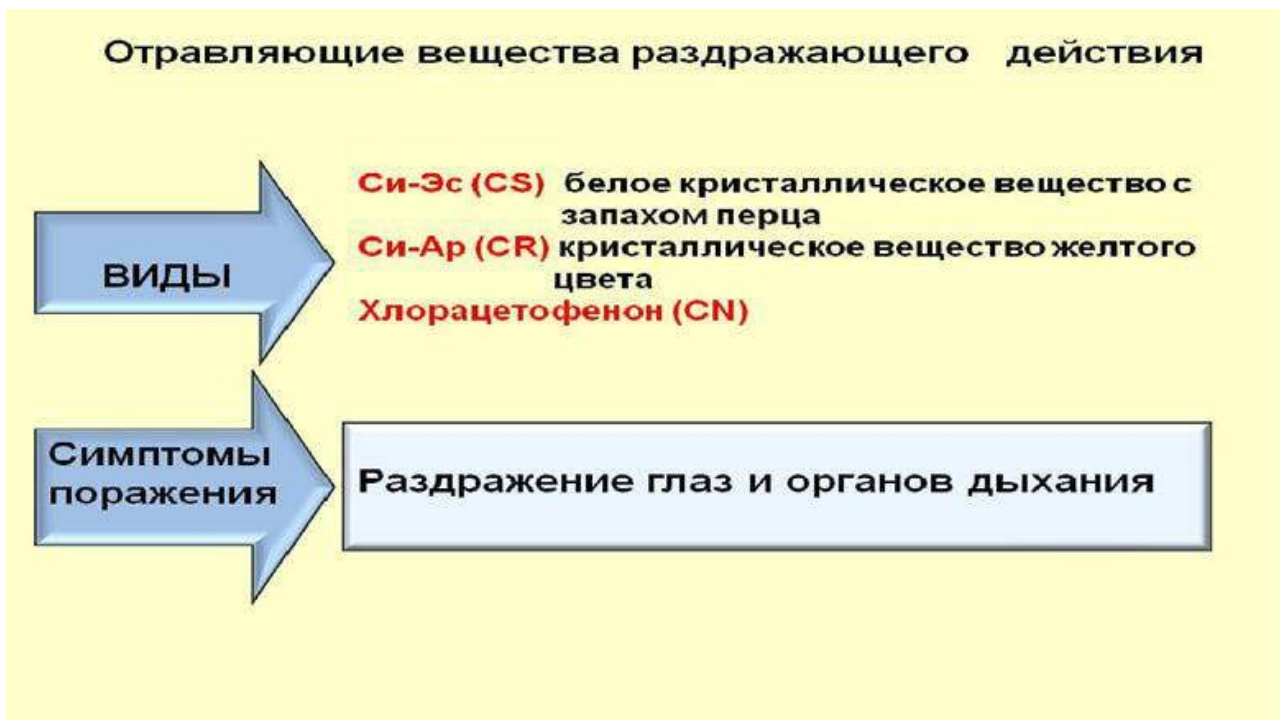 Отравляющие вещества раздражающего действия
Си-Эс (CS) белое кристаллическое вещество с
запахом перца
Си-Ар (CR) кристаллическое вещество желтого
цвета
Хлорацетофенон (CN)
ВИДЫ
Симптомы
поражения
Раздражение глаз и органов дыхания